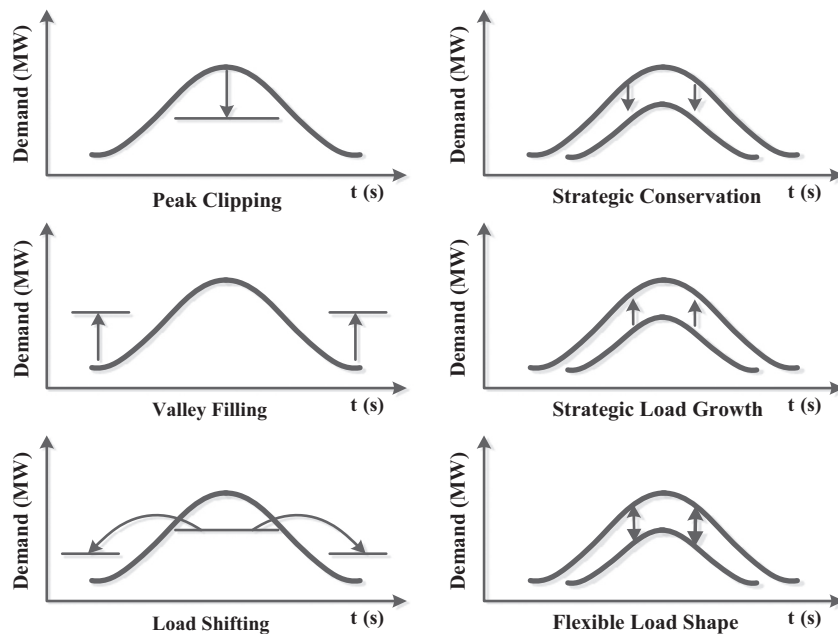 Demand (MW)
t (s)
Peak Clipping
Demand (MW)
t (s)
Strategic Conservation
Demand (MW)
t (s)
Valley Filling
Demand (MW)
t (s)
Strategic Load Growth
Demand (MW)
t (s)
Load Shifting
Demand (MW)
t (s)
Flexible Load Shape